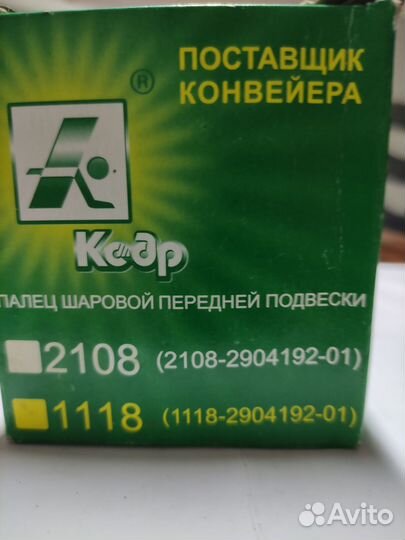 ®
ПОСТАВЩИК
КОНВЕЙЕРА
Кедр
ПАЛЕЦ ШАРОВОЙ ПЕРЕДНЕЙ ПОДВЕСКИ
2108 (2108-2904192-01)
1118 (1118-2904192-01)
Avito